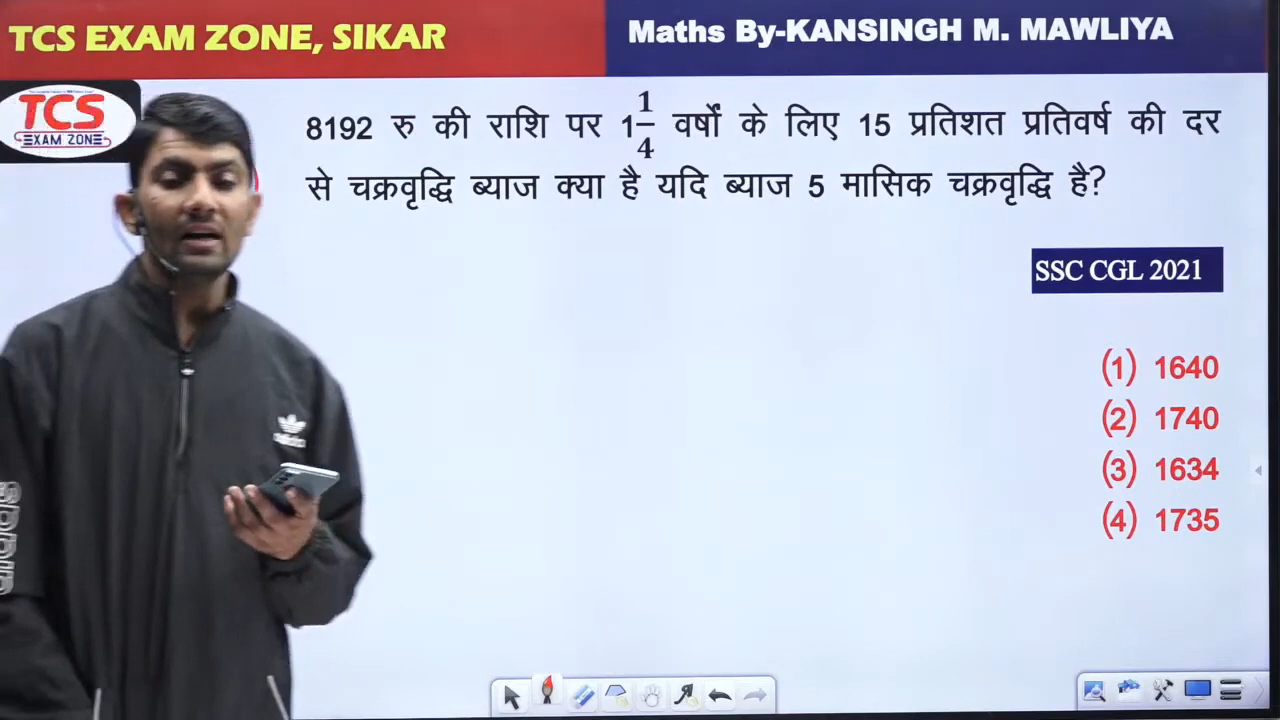 TCS EXAM ZONE, SIKAR
Maths By-KANSINGH M. MAWLIYA
TCS
EXAM ZONE
8192 रु की राशि पर 1 1/4 वर्षों के लिए 15 प्रतिशत प्रतिवर्ष की दर
से चक्रवृद्धि ब्याज क्या है यदि ब्याज 5 मासिक चक्रवृद्धि है?
SSC CGL 2021
(1) 1640
(2) 1740
(3) 1634
(4) 1735
adidas